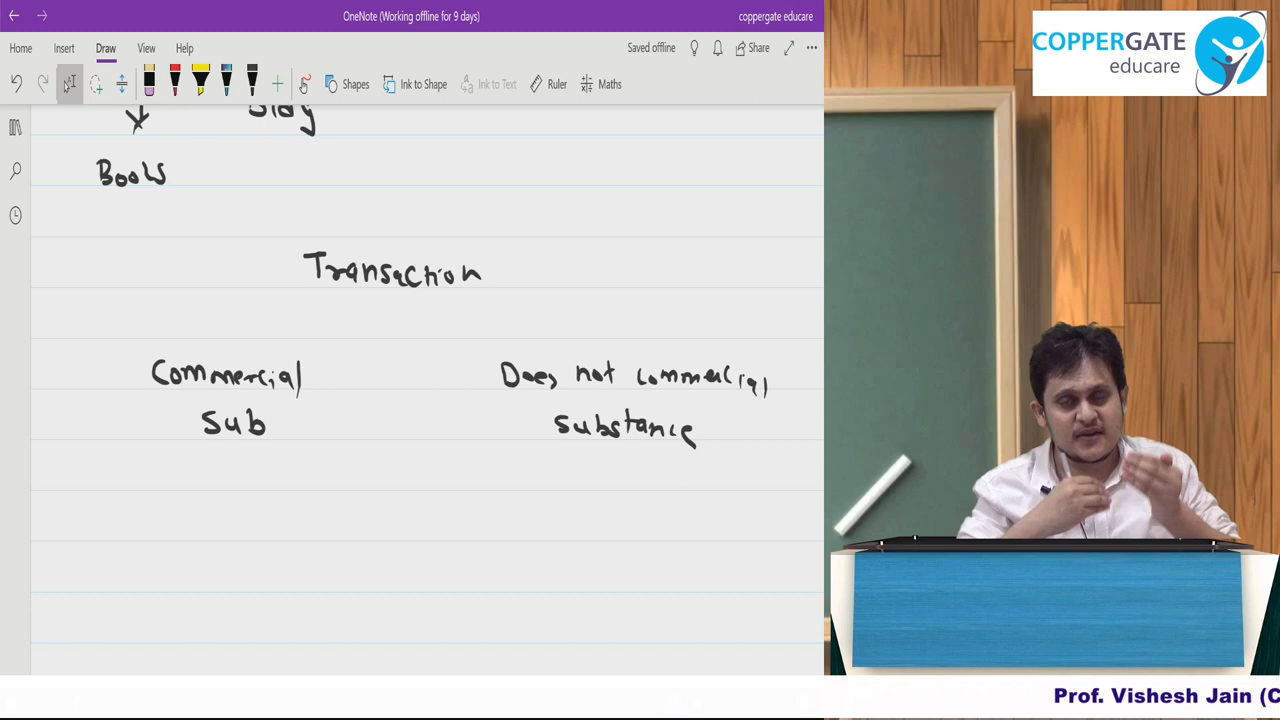 OneNote (Working offline for 9 days)
coppergate educare
Home Insert Draw View Help
Saved offline Share
Shapes Ink to Shape Ink to Text Ruler Maths
COPPERGATE
educare
Books
Transaction
Commercial
Does not commercial
Sub
substance
Prof. Vishesh Jain (C